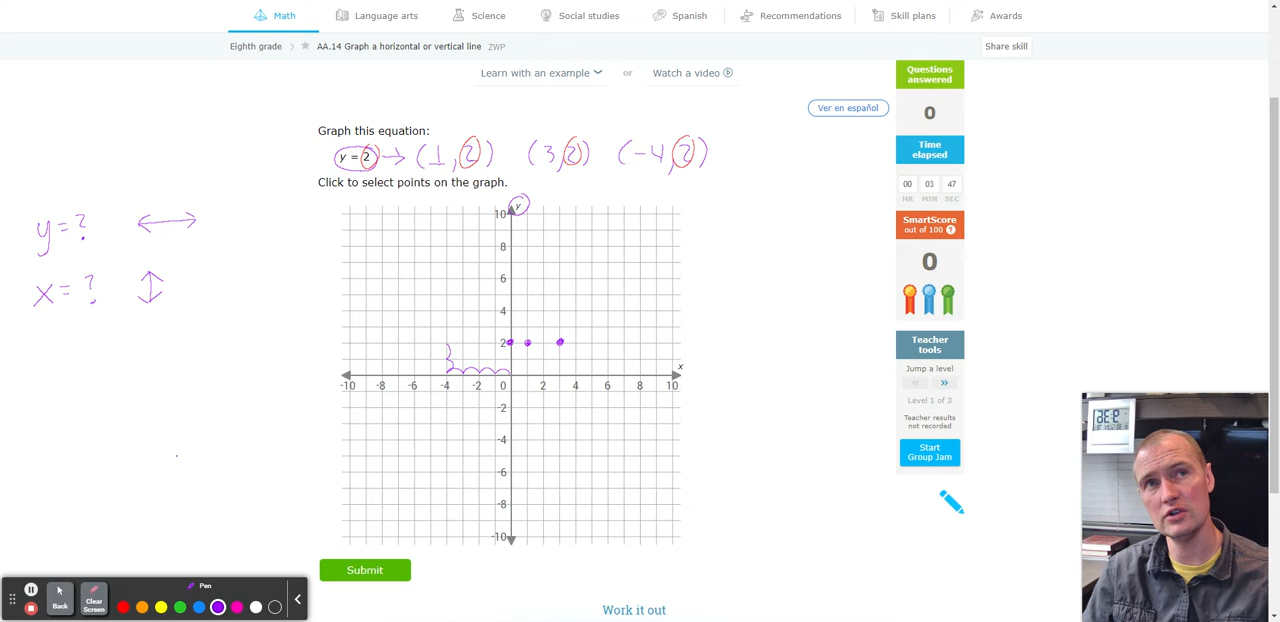 Math Language arts Science Social studies Spanish Recommendations Skill plans Awards
Eighth grade AA.14 Graph a horizontal or vertical line ZWP Share skill
Learn with an example or Watch a video
Ver en español
Graph this equation:
y = 2 → (1, 2) (3, 2) (-4, 2)
Click to select points on the graph.
y = ?
x = ?
y
10
8
6
4
2
x
-10 -8 -6 -4 -2 0 2 4 6 8 10
-2
-4
-6
-8
-10
Submit
Work it out
Questions
answered
0
Time
elapsed
00 03 47
HR MIN SEC
SmartScore
out of 100 ?
0
Teacher
tools
Jump a level
<< >>
Level 1 of 3
Teacher results
not recorded
Start
Group Jam
Pen
Back
Clear
Screen